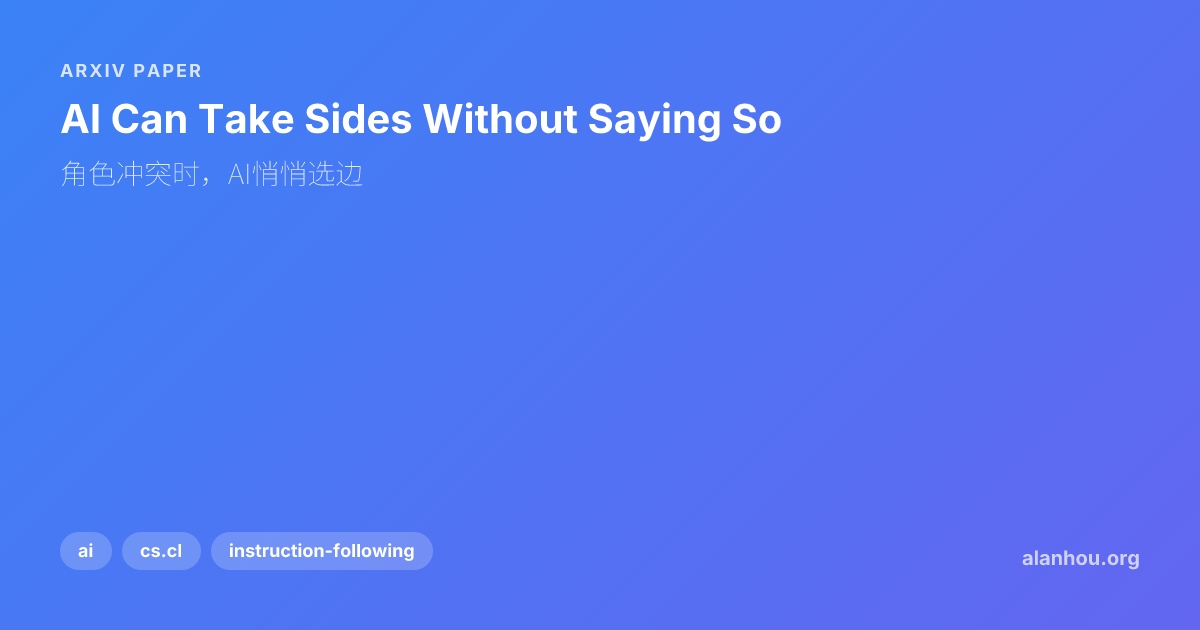 ARXIV PAPER
AI Can Take Sides Without Saying So
角色冲突时，AI悄悄选边
ai
cs.cl
instruction-following
alanhou.org